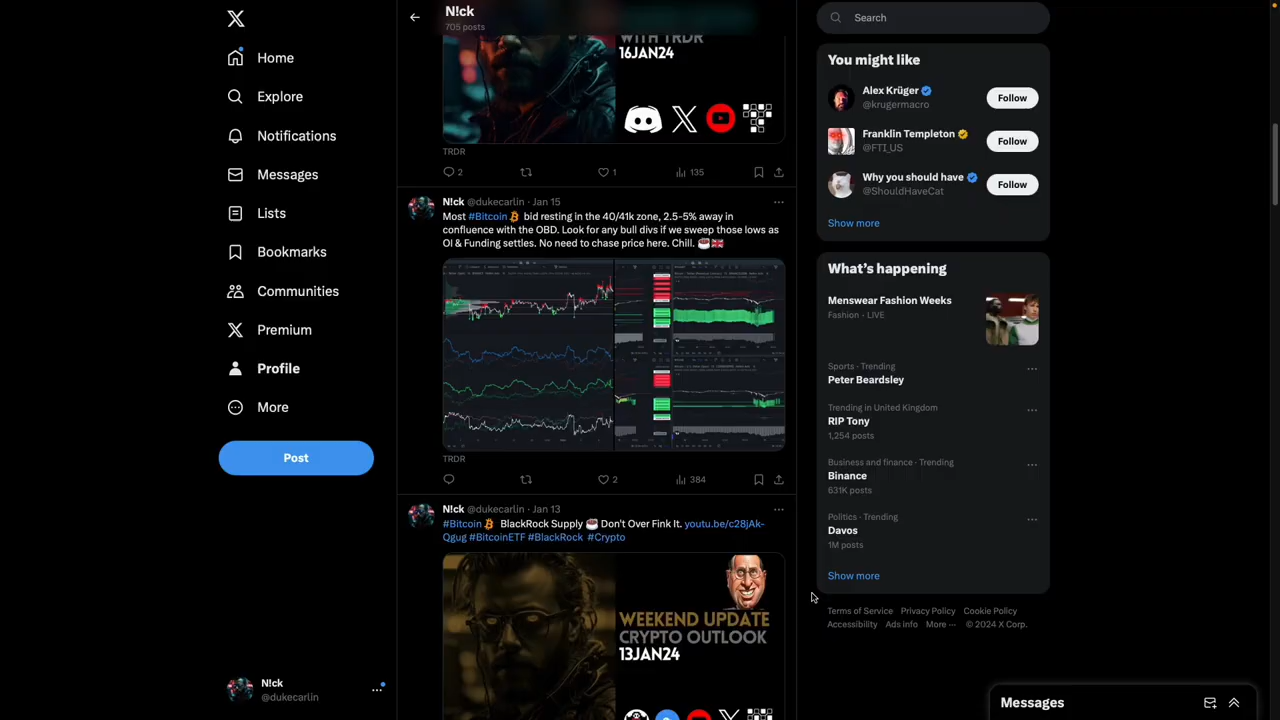 Home
Explore
Notifications
Messages
Lists
Bookmarks
Communities
Premium
Profile
More
Post
N!ck
@dukecarlin
N!ck
705 posts
WITH TRDR
16JAN24
TRDR
2
1
135
N!ck @dukecarlin · Jan 15
Most #Bitcoin bid resting in the 40/41k zone, 2.5-5% away in
confluence with the OBD. Look for any bull divs if we sweep those lows as
OI & Funding settles. No need to chase price here. Chill. ☕🇬🇧
TRDR
2
384
N!ck @dukecarlin · Jan 13
#Bitcoin BlackRock Supply ☕ Don't Over Fink It. youtu.be/c28jAk-
Qgug #BitcoinETF #BlackRock #Crypto
WEEKEND UPDATE
CRYPTO OUTLOOK
13JAN24
Search
You might like
Alex Krüger
@krugermacro
Follow
Franklin Templeton
@FTI_US
Follow
Why you should have
@ShouldHaveCat
Follow
Show more
What's happening
Menswear Fashion Weeks
Fashion · LIVE
Sports · Trending
Peter Beardsley
Trending in United Kingdom
RIP Tony
1,254 posts
Business and finance · Trending
Binance
631K posts
Politics · Trending
Davos
1M posts
Show more
Terms of Service Privacy Policy Cookie Policy
Accessibility Ads info More ··· © 2024 X Corp.
Messages